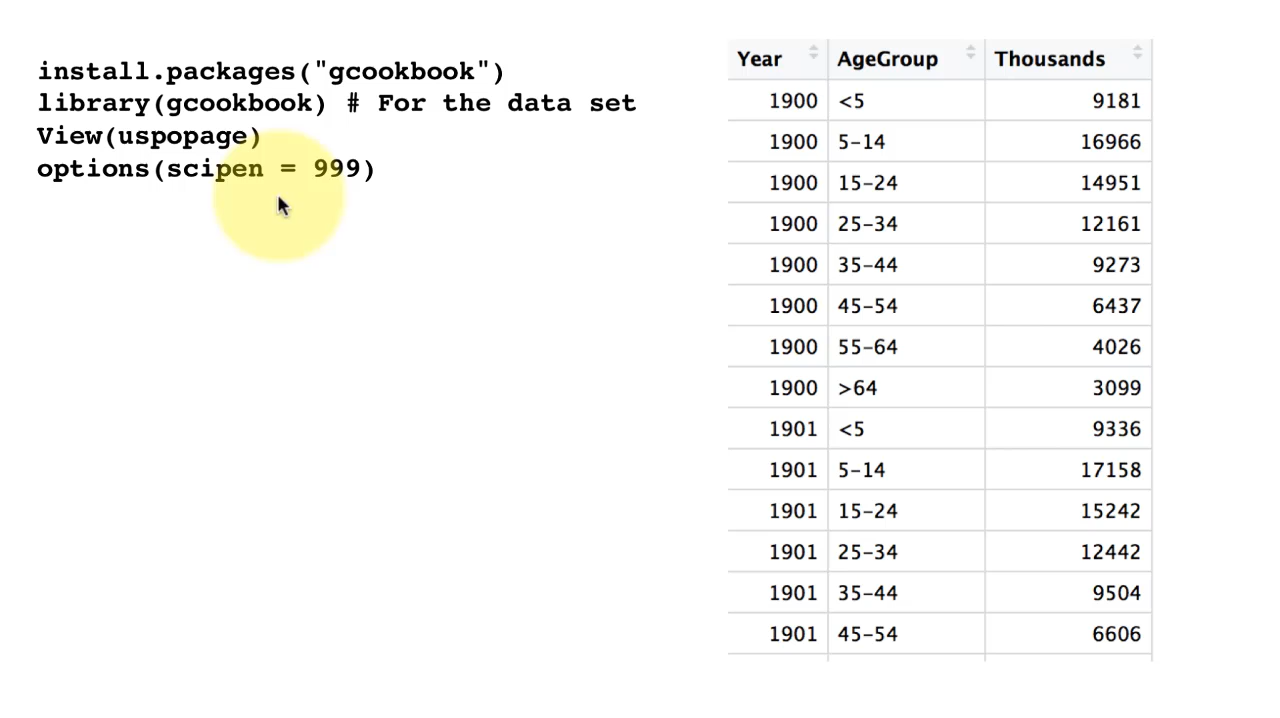 install.packages("gcookbook")
library(gcookbook) # For the data set
View(uspopage)
options(scipen = 999)
Year AgeGroup Thousands
1900 <5 9181
1900 5-14 16966
1900 15-24 14951
1900 25-34 12161
1900 35-44 9273
1900 45-54 6437
1900 55-64 4026
1900 >64 3099
1901 <5 9336
1901 5-14 17158
1901 15-24 15242
1901 25-34 12442
1901 35-44 9504
1901 45-54 6606